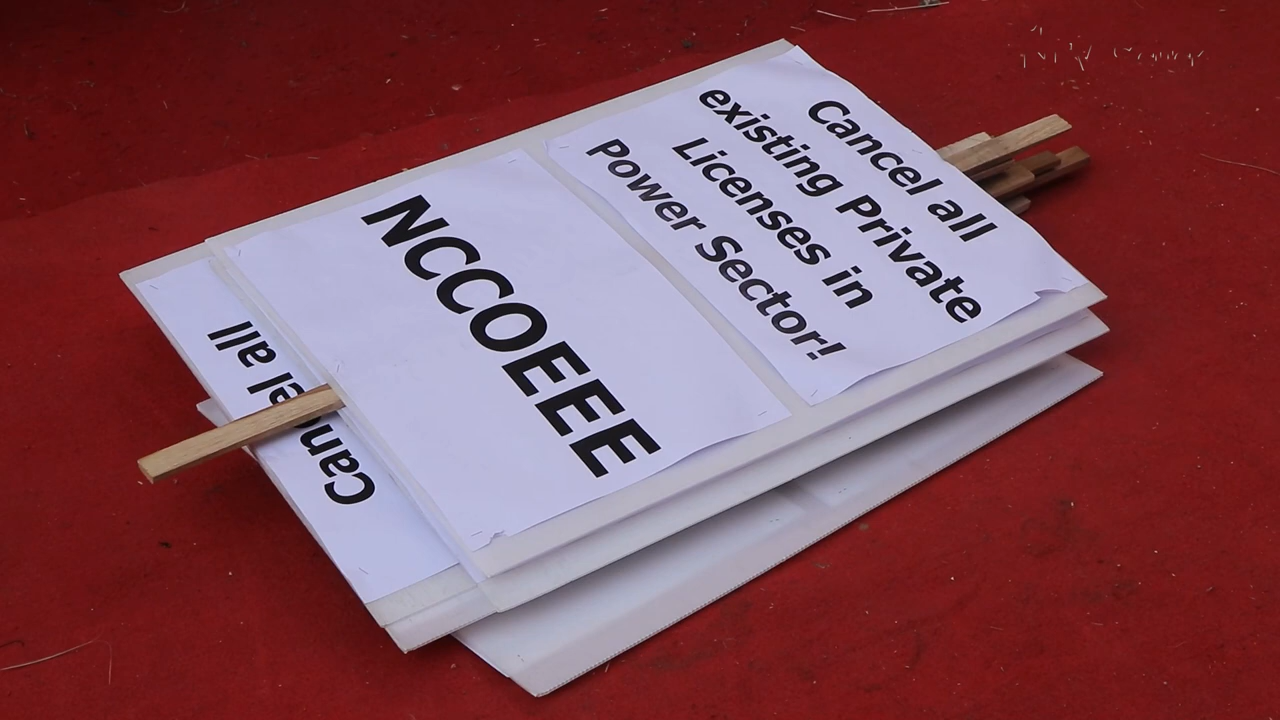 Cancel all
existing Private
Licenses in
Power Sector!
NCCOEEE
Cancel all